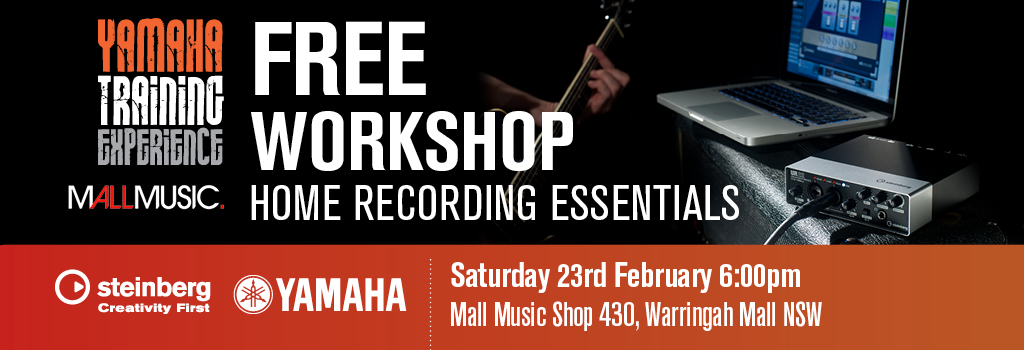 YAMAHA
TRAINING
EXPERIENCE
MALLMUSIC.
FREE
WORKSHOP
HOME RECORDING ESSENTIALS
steinberg
Creativity First
YAMAHA
Saturday 23rd February 6:00pm
Mall Music Shop 430, Warringah Mall NSW